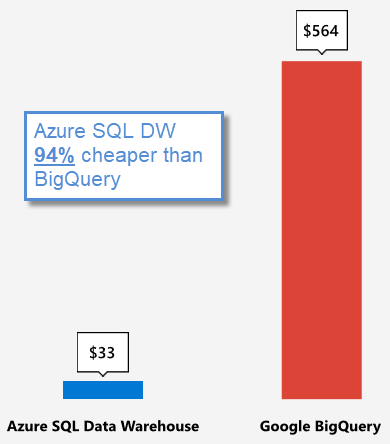 $564
Azure SQL DW
94% cheaper than
BigQuery
$33
Azure SQL Data Warehouse
Google BigQuery